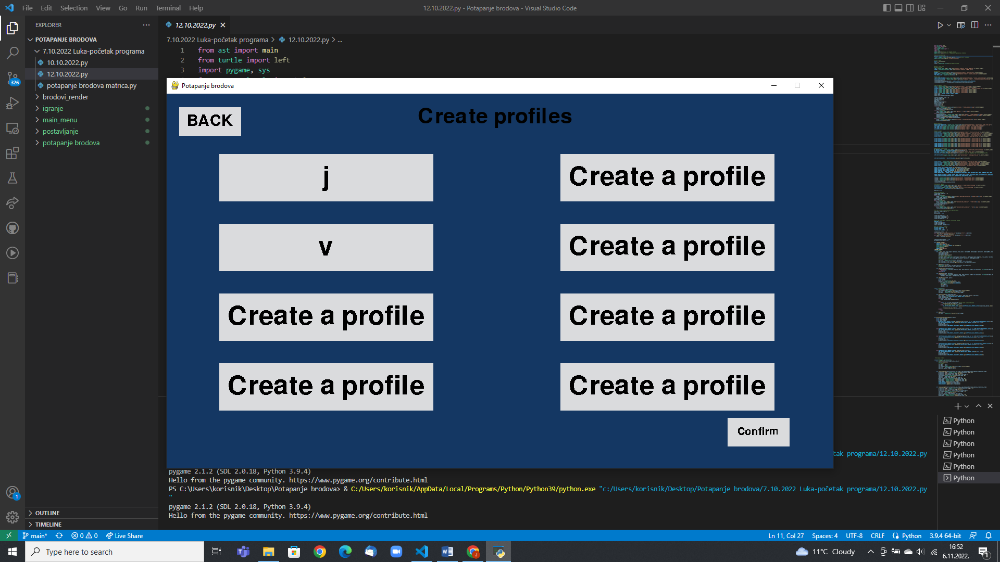 File Edit Selection View Go Run Terminal Help
12.10.2022.py - Potapanje brodova - Visual Studio Code
EXPLORER
POTAPANJE BRODOVA
7.10.2022 Luka-početak programa
10.10.2022.py
12.10.2022.py
potapanje brodova matrica.py
brodovi_render
igranje
main_menu
postavljanje
potapanje brodova
326
1
OUTLINE
TIMELINE
12.10.2022.py
7.10.2022 Luka-početak programa > 12.10.2022.py > ...
1 from ast import main
2 from turtle import left
3 import pygame, sys
Potapanje brodova
BACK
Create profiles
j
Create a profile
v
Create a profile
Create a profile
Create a profile
Create a profile
Create a profile
Confirm
tak programa/12.10.2022.py
pygame 2.1.2 (SDL 2.0.18, Python 3.9.4)
Hello from the pygame community. https://www.pygame.org/contribute.html
PS C:\Users\korisnik\Desktop\Potapanje brodova> & C:/Users/korisnik/AppData/Local/Programs/Python/Python39/python.exe "c:/Users/korisnik/Desktop/Potapanje brodova/7.10.2022 Luka-početak programa/12.10.2022.py
"
pygame 2.1.2 (SDL 2.0.18, Python 3.9.4)
Hello from the pygame community. https://www.pygame.org/contribute.html
Python
Python
Python
Python
Python
Python
main* 0 0 Live Share
Ln 11, Col 27 Spaces: 4 UTF-8 CRLF Python 3.9.4 64-bit
Type here to search
11°C Cloudy
16:52
6.11.2022.
1